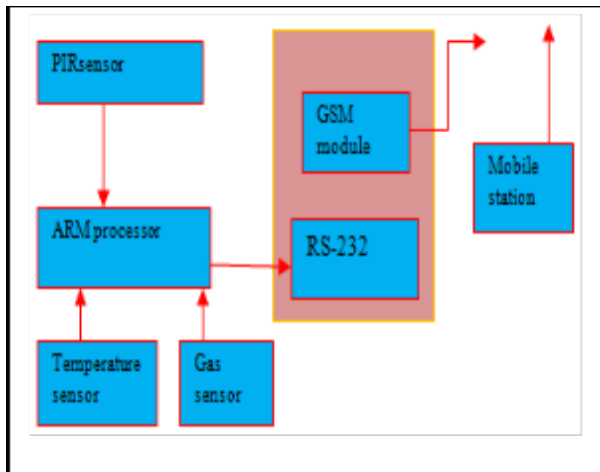 PIRsensor
GSM
module
Mobile
station
ARM processor
RS-232
Temperature
sensor
Gas
sensor